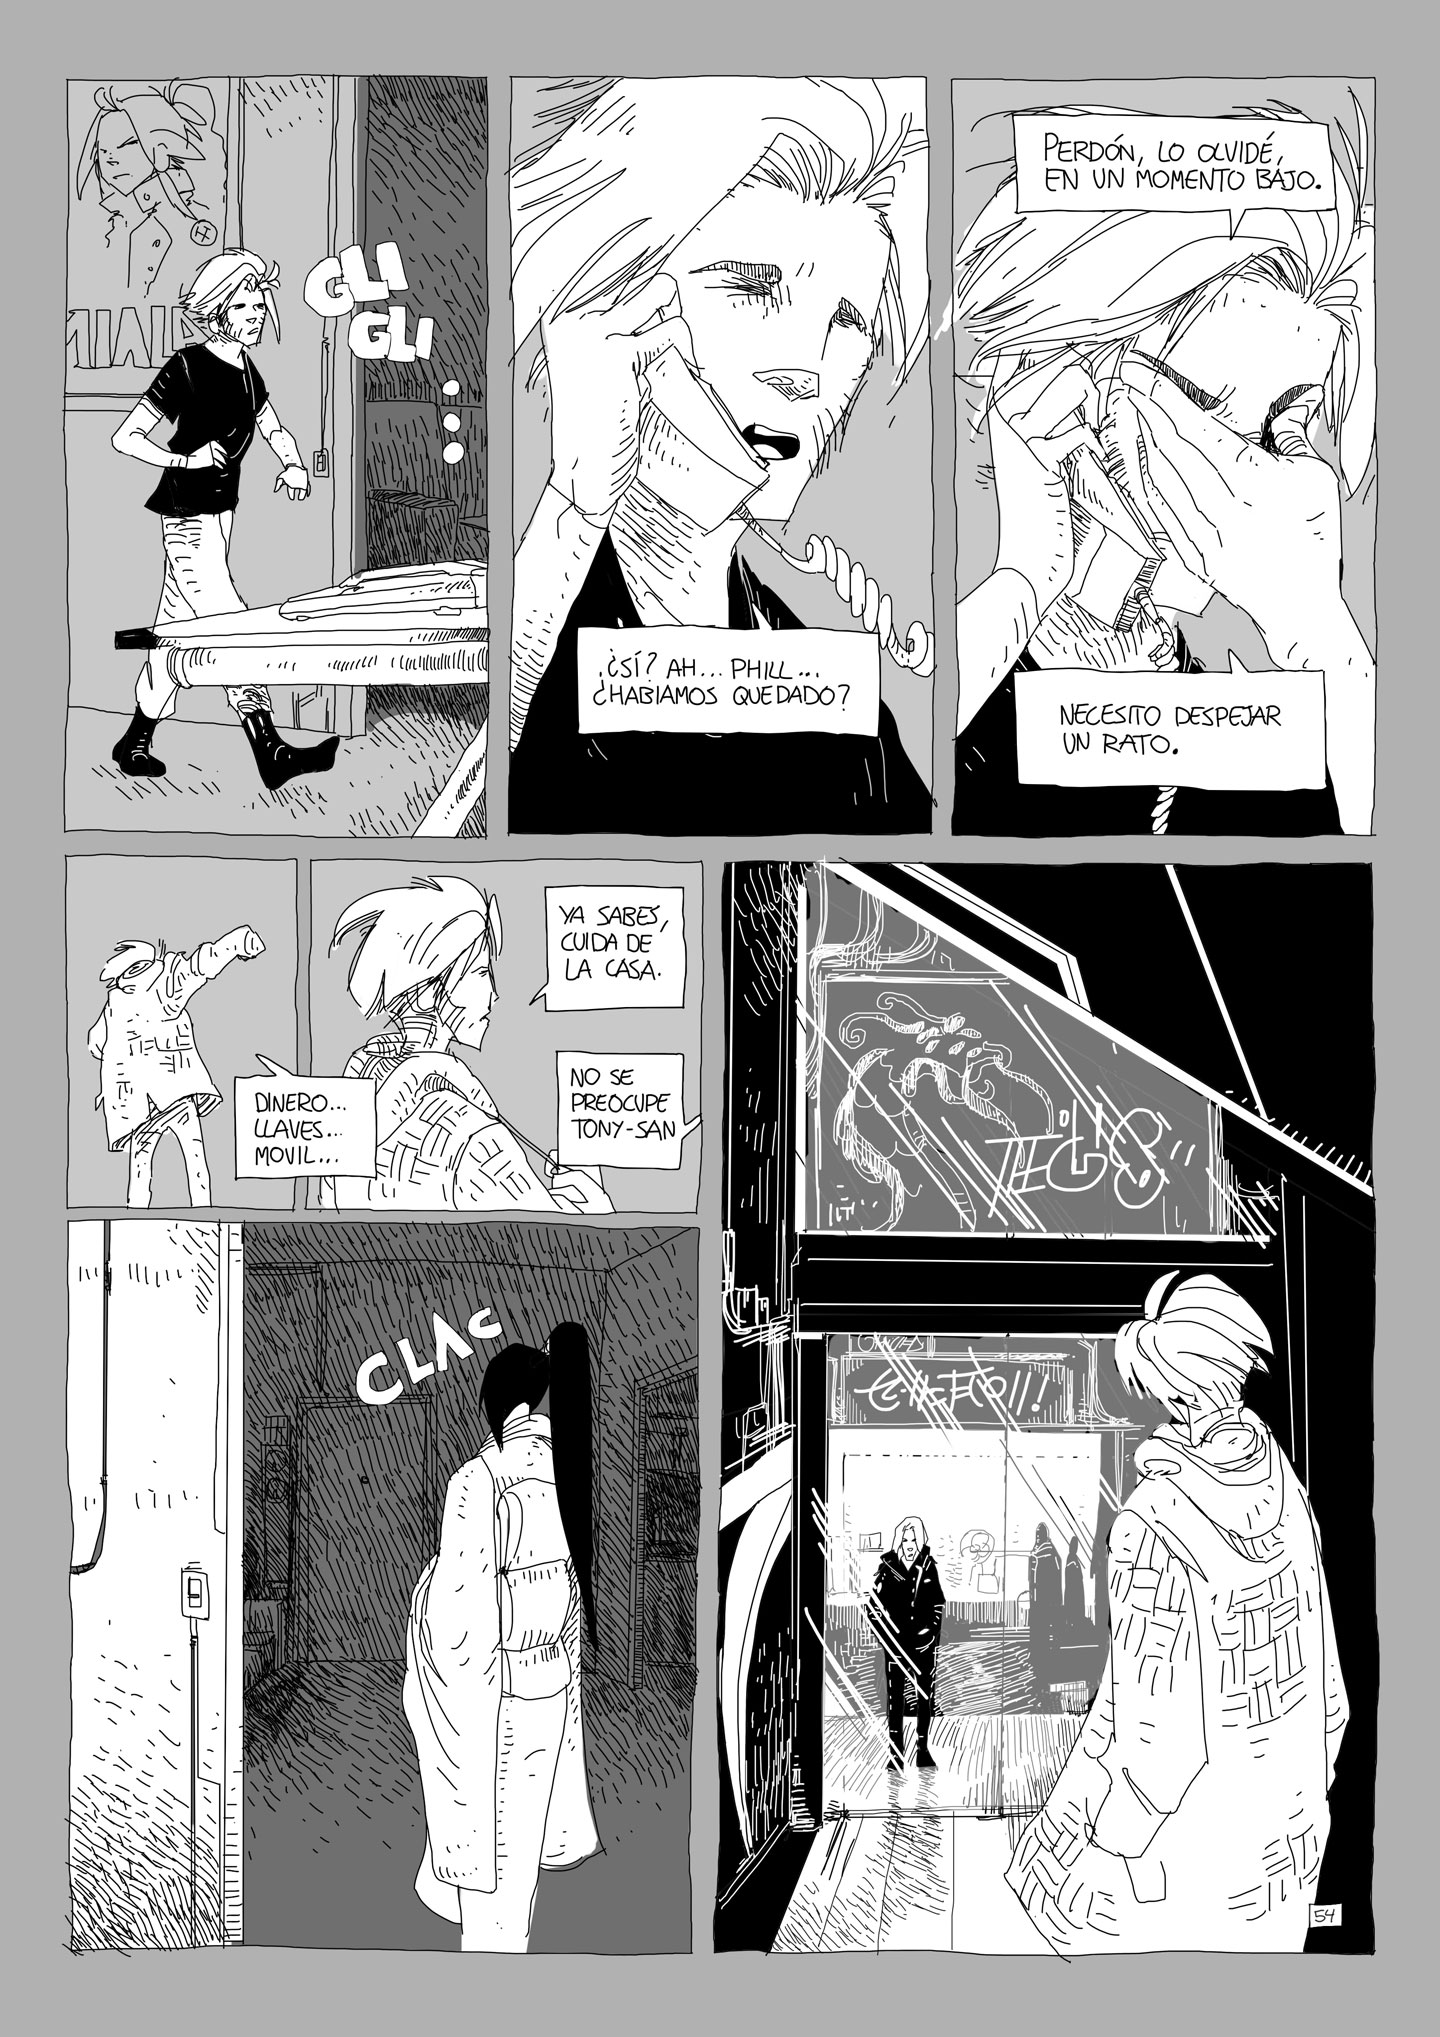 GLI
GLI
¿SÍ? AH... PHILL...
¿HABIAMOS QUEDADO?
PERDÓN, LO OLVIDÉ,
EN UN MOMENTO BAJO.
NECESITO DESPEJAR
UN RATO.
DINERO...
LLAVES...
MOVIL...
YA SABES,
CUIDA DE
LA CASA.
NO SE
PREOCUPE
TONY-SAN
CLAC
54